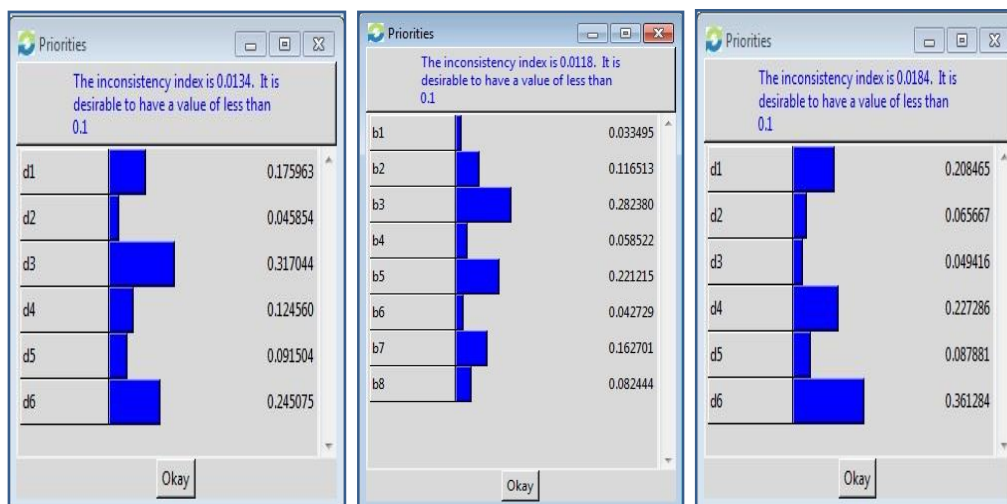 Priorities
The inconsistency index is 0.0134. It is
desirable to have a value of less than
0.1
d1 0.175963
d2 0.045854
d3 0.317044
d4 0.124560
d5 0.091504
d6 0.245075
Okay
Priorities
The inconsistency index is 0.0118. It is
desirable to have a value of less than
0.1
b1 0.033495
b2 0.116513
b3 0.282380
b4 0.058522
b5 0.221215
b6 0.042729
b7 0.162701
b8 0.082444
Okay
Priorities
The inconsistency index is 0.0184. It is
desirable to have a value of less than
0.1
d1 0.208465
d2 0.065667
d3 0.049416
d4 0.227286
d5 0.087881
d6 0.361284
Okay